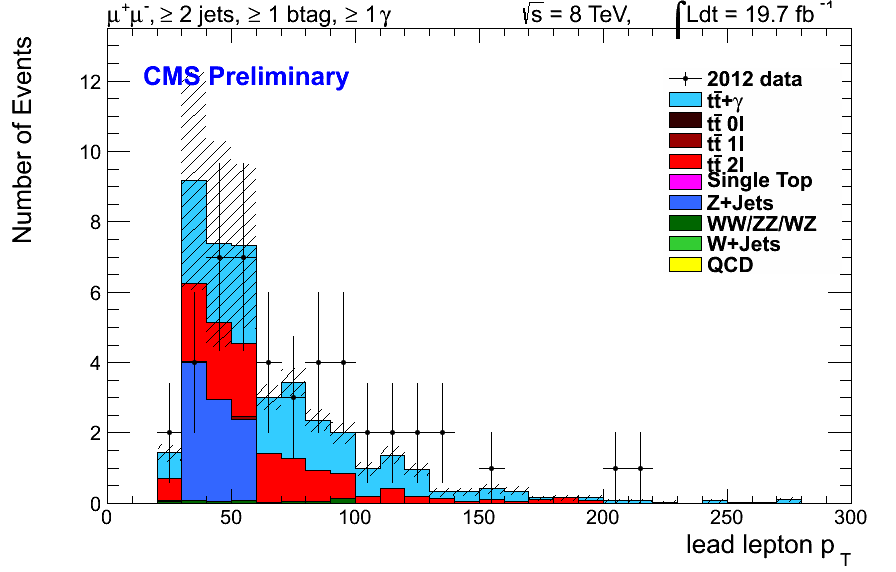 μ⁺μ⁻, ≥ 2 jets, ≥ 1 btag, ≥ 1 γ √s = 8 TeV, ∫Ldt = 19.7 fb⁻¹
CMS Preliminary
2012 data
tt̄+γ
tt̄ 0l
tt̄ 1l
tt̄ 2l
Single Top
Z+Jets
WW/ZZ/WZ
W+Jets
QCD
Number of Events
12
10
8
6
4
2
0
0 50 100 150 200 250 300
lead lepton p_T